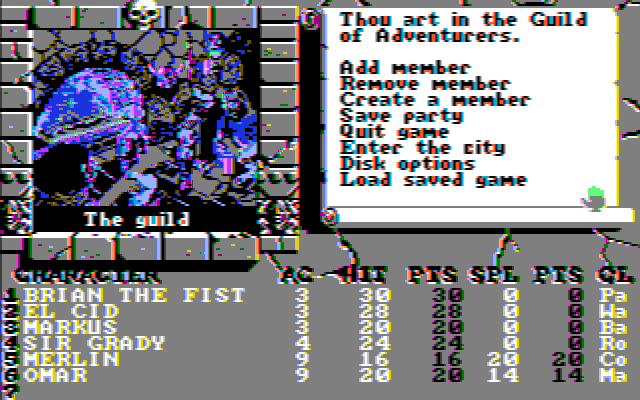 Thou art in the Guild
of Adventurers.
Add member
Remove member
Create a member
Save party
Quit game
Enter the city
Disk options
Load saved game
The guild
CHARACTER AC HIT PTS SPL PTS CL
1 BRIAN THE FIST 3 30 30 0 0 Pa
2 EL CID 3 28 28 0 0 Wa
3 MARKUS 3 20 20 0 0 Ba
4 SIR GRADY 4 24 24 0 0 Ro
5 MERLIN 9 16 16 20 20 Co
6 OMAR 9 20 20 14 14 Ma
7